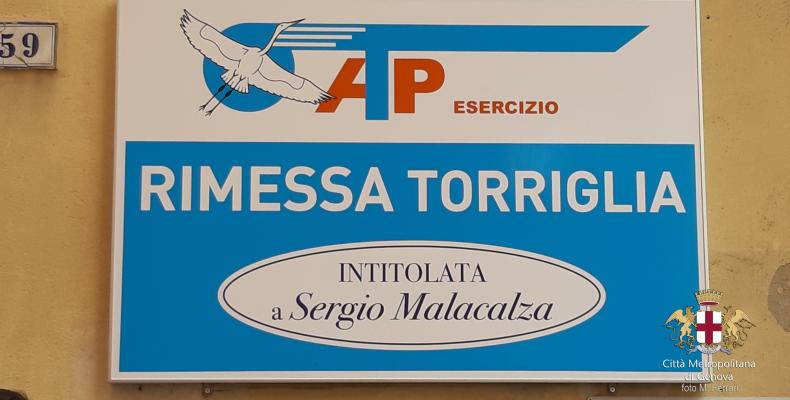 59
ATP ESERCIZIO
RIMESSA TORRIGLIA
INTITOLATA
a Sergio Malacalza
Città Metropolitana
di Genova
foto M. Ferrari